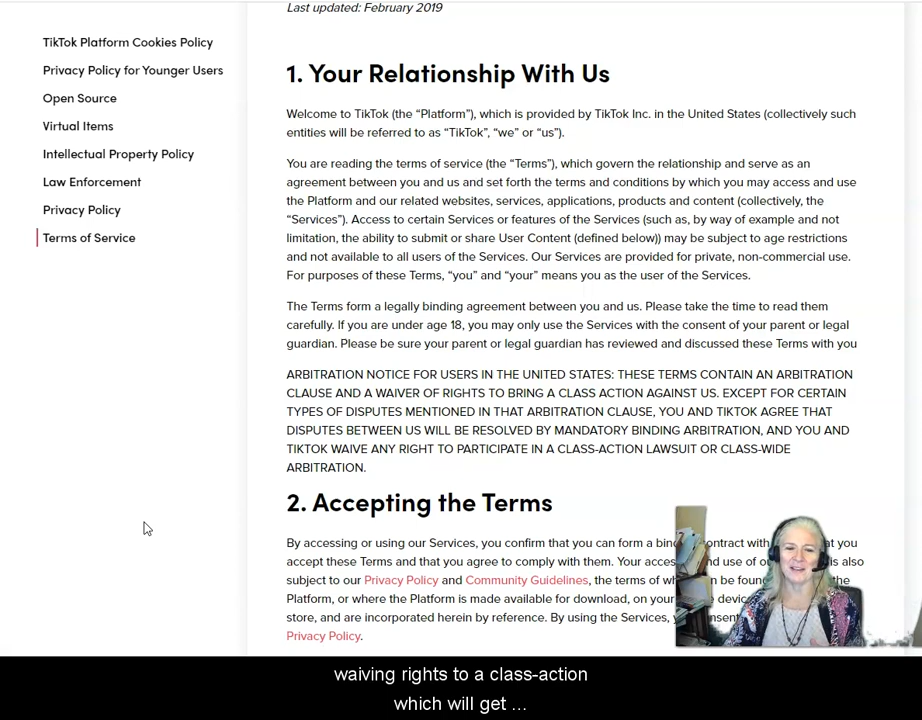 Last updated: February 2019
TikTok Platform Cookies Policy
Privacy Policy for Younger Users
Open Source
Virtual Items
Intellectual Property Policy
Law Enforcement
Privacy Policy
Terms of Service
1. Your Relationship With Us
Welcome to TikTok (the “Platform”), which is provided by TikTok Inc. in the United States (collectively such
entities will be referred to as “TikTok”, “we” or “us”).
You are reading the terms of service (the “Terms”), which govern the relationship and serve as an
agreement between you and us and set forth the terms and conditions by which you may access and use
the Platform and our related websites, services, applications, products and content (collectively, the
“Services”). Access to certain Services or features of the Services (such as, by way of example and not
limitation, the ability to submit or share User Content (defined below)) may be subject to age restrictions
and not available to all users of the Services. Our Services are provided for private, non-commercial use.
For purposes of these Terms, “you” and “your” means you as the user of the Services.
The Terms form a legally binding agreement between you and us. Please take the time to read them
carefully. If you are under age 18, you may only use the Services with the consent of your parent or legal
guardian. Please be sure your parent or legal guardian has reviewed and discussed these Terms with you
ARBITRATION NOTICE FOR USERS IN THE UNITED STATES: THESE TERMS CONTAIN AN ARBITRATION
CLAUSE AND A WAIVER OF RIGHTS TO BRING A CLASS ACTION AGAINST US. EXCEPT FOR CERTAIN
TYPES OF DISPUTES MENTIONED IN THAT ARBITRATION CLAUSE, YOU AND TIKTOK AGREE THAT
DISPUTES BETWEEN US WILL BE RESOLVED BY MANDATORY BINDING ARBITRATION, AND YOU AND
TIKTOK WAIVE ANY RIGHT TO PARTICIPATE IN A CLASS-ACTION LAWSUIT OR CLASS-WIDE
ARBITRATION.
2. Accepting the Terms
By accessing or using our Services, you confirm that you can form a ontract with at you
accept these Terms and that you agree to comply with them. Your nd use of is also
subject to our Privacy Policy and Community Guidelines, the terms of n be the
Platform, or where the Platform is made available for download, on your
store, and are incorporated herein by reference. By using the Services,
Privacy Policy.
waiving rights to a class-action
which will get ...